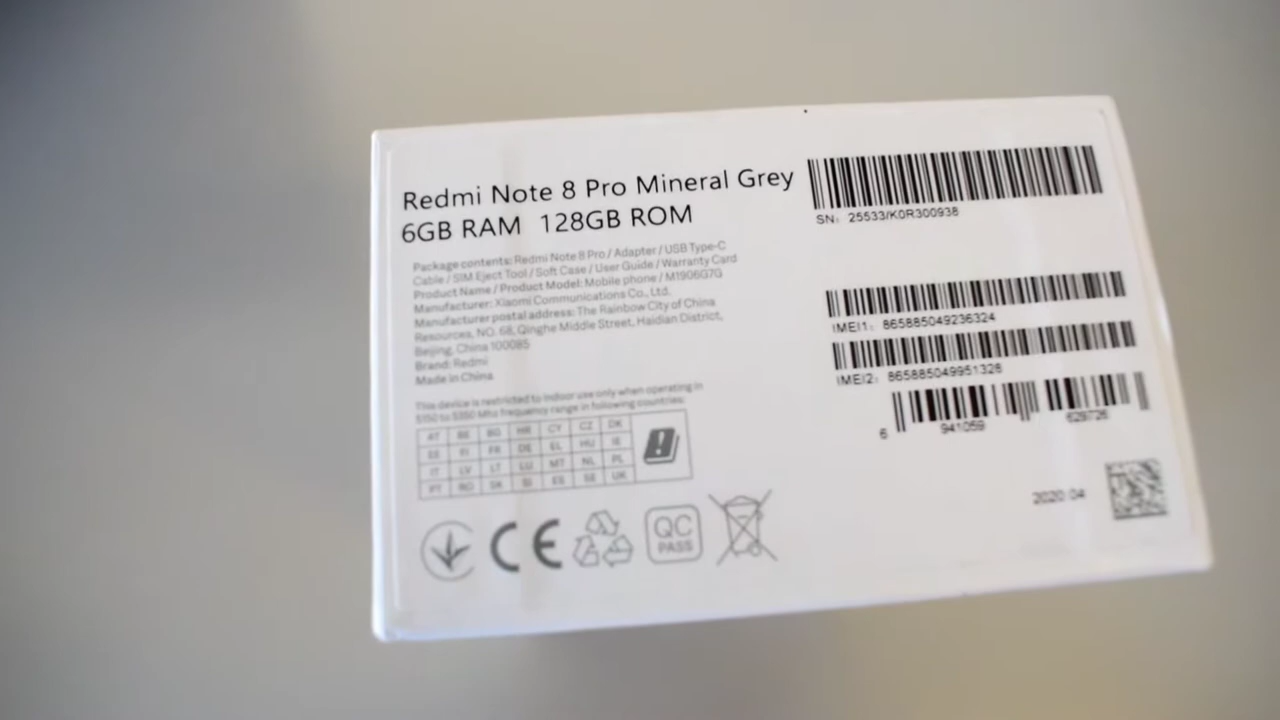 Redmi Note 8 Pro Mineral Grey
6GB RAM 128GB ROM
Package contents: Redmi Note 8 Pro / Adapter / USB Type-C
Cable / SIM Eject Tool / Soft Case / User Guide / Warranty Card
Product Name / Product Model: Mobile phone / M1906G7G
Manufacturer: Xiaomi Communications Co., Ltd.
Manufacturer postal address: The Rainbow City of China
Resources, NO. 68, Qinghe Middle Street, Haidian District,
Beijing, China 100085
Brand: Redmi
Made in China
This device is restricted to indoor use only when operating in
5150 to 5350 Mhz frequency range in following countries:
AT BE BG HR CY CZ DK
EE FI FR DE EL HU IE
IT LV LT LU MT NL PL
PT RO SK SI ES SE UK
CE
QC
PASS
SN: 25533/K0R300938
IMEI1: 865885049236324
IMEI2: 865885049951328
6 941059 629726
2020.04